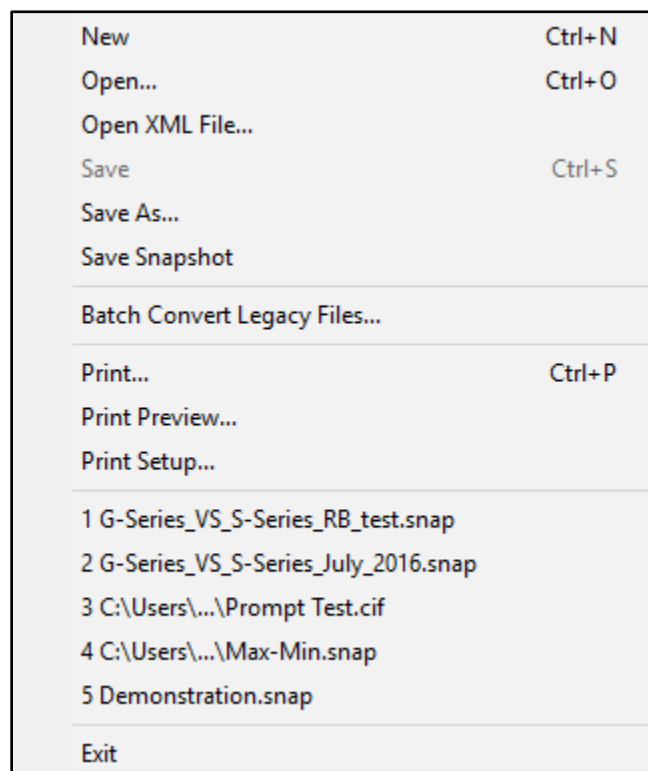 New Ctrl+N
Open... Ctrl+O
Open XML File...
Save Ctrl+S
Save As...
Save Snapshot
Batch Convert Legacy Files...
Print... Ctrl+P
Print Preview...
Print Setup...
1 G-Series_VS_S-Series_RB_test.snap
2 G-Series_VS_S-Series_July_2016.snap
3 C:\Users\...\Prompt Test.cif
4 C:\Users\...\Max-Min.snap
5 Demonstration.snap
Exit